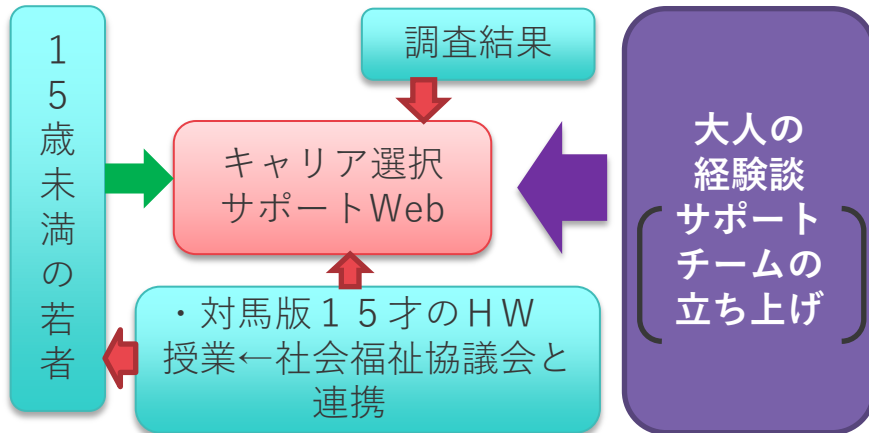 15歳未満の若者
調査結果
キャリア選択
サポートWeb
・対馬版１５才のＨＷ
授業←社会福祉協議会と
連携
大人の
経験談
サポート
チームの
立ち上げ